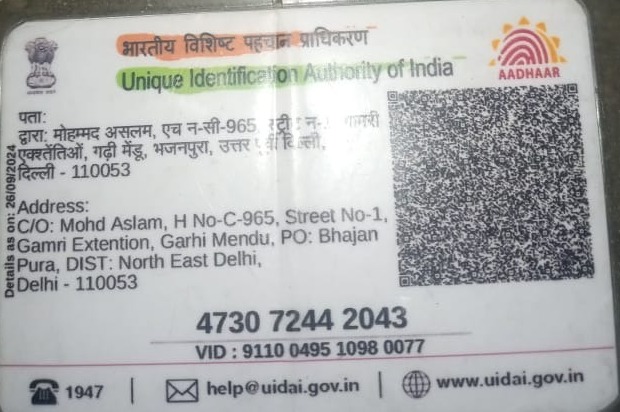 भारतीय विशिष्ट पहचान प्राधिकरण
Unique Identification Authority of India
AADHAAR
पता:
द्वारा: मोहम्मद असलम, एच न-सी-965, स्ट्रीट न-
एक्श्तेंतिओं, गढ़ी मेंडू, भजनपुरा, उत्तर पूर्वी दिल्ली,
दिल्ली - 110053
Details as on: 26/09/2024
Address:
C/O: Mohd Aslam, H No-C-965, Street No-1,
Gamri Extention, Garhi Mendu, PO: Bhajan
Pura, DIST: North East Delhi,
Delhi - 110053
4730 7244 2043
VID : 9110 0495 1098 0077
1947
help@uidai.gov.in
www.uidai.gov.in